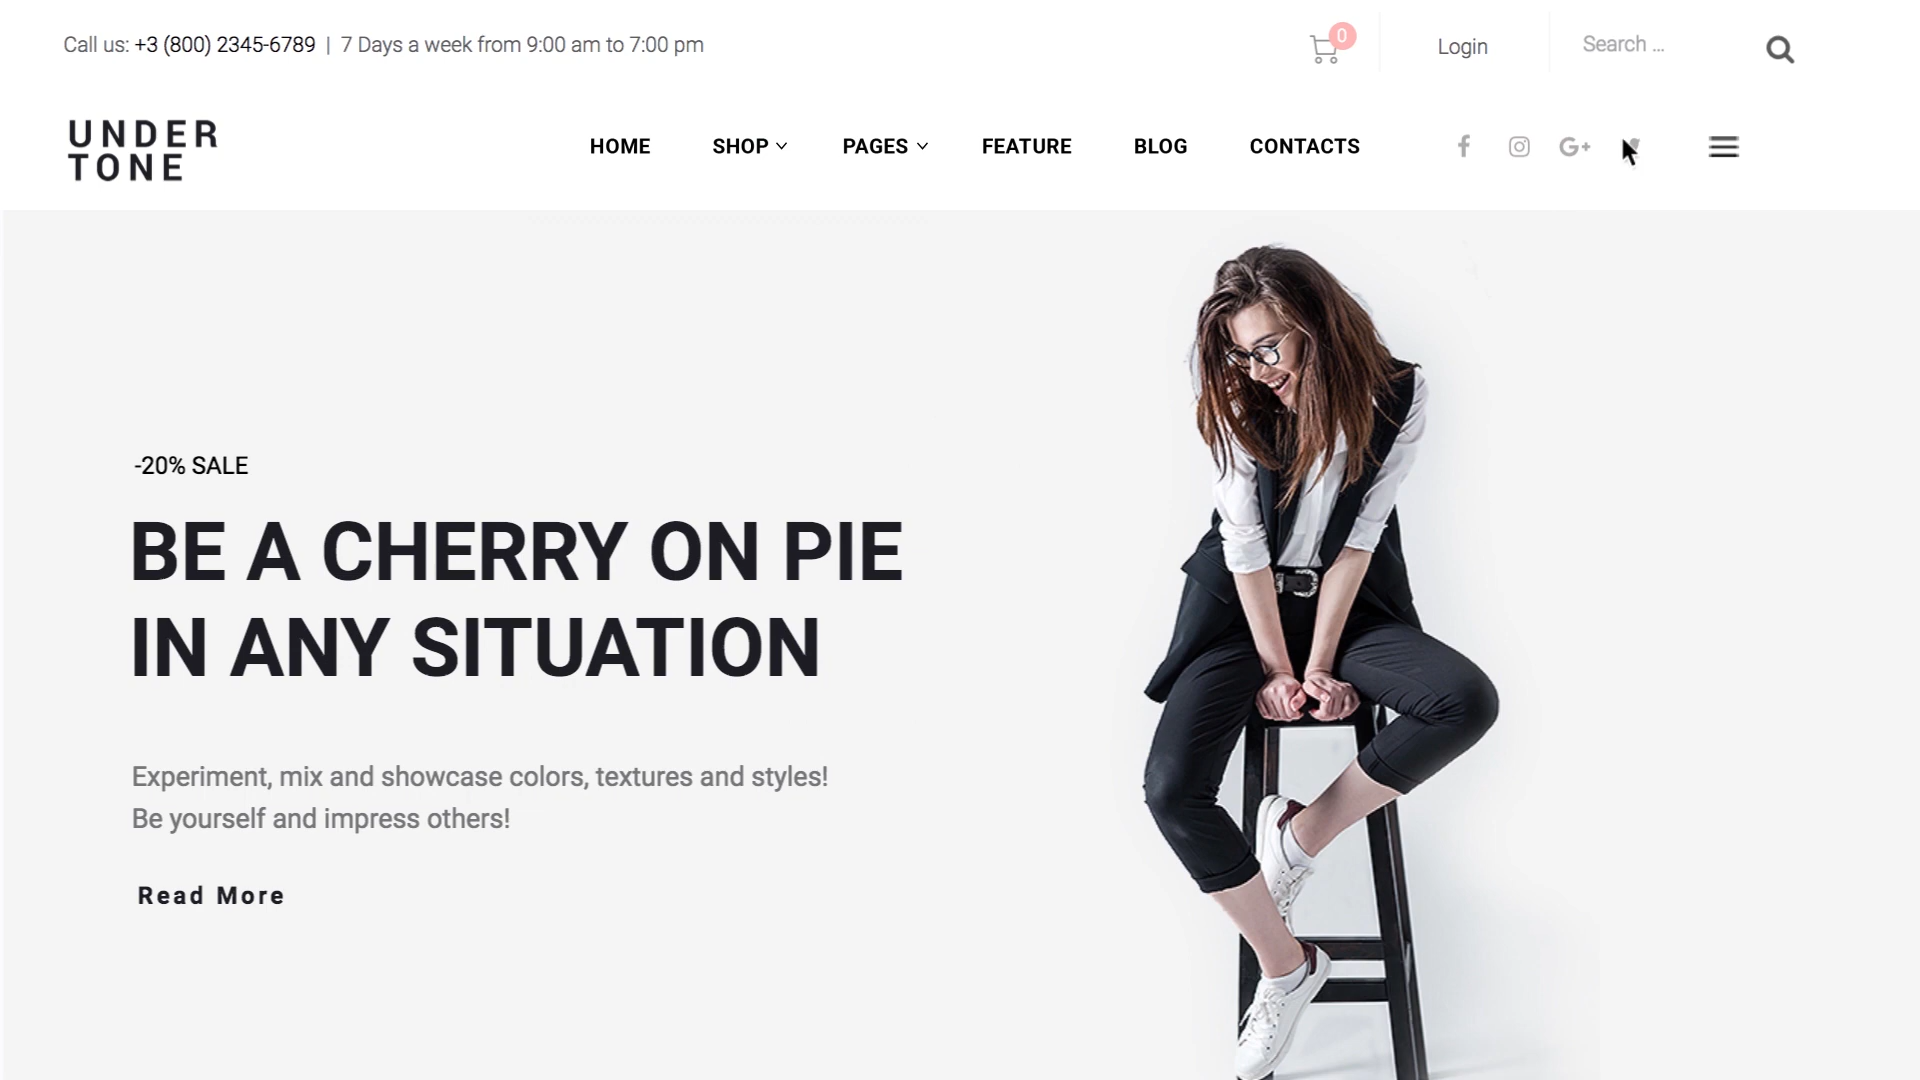 Call us: +3 (800) 2345-6789 | 7 Days a week from 9:00 am to 7:00 pm
0
Login
Search ...
UNDER
TONE
HOME
SHOP
PAGES
FEATURE
BLOG
CONTACTS
G+
-20% SALE
BE A CHERRY ON PIE
IN ANY SITUATION
Experiment, mix and showcase colors, textures and styles!
Be yourself and impress others!
Read More